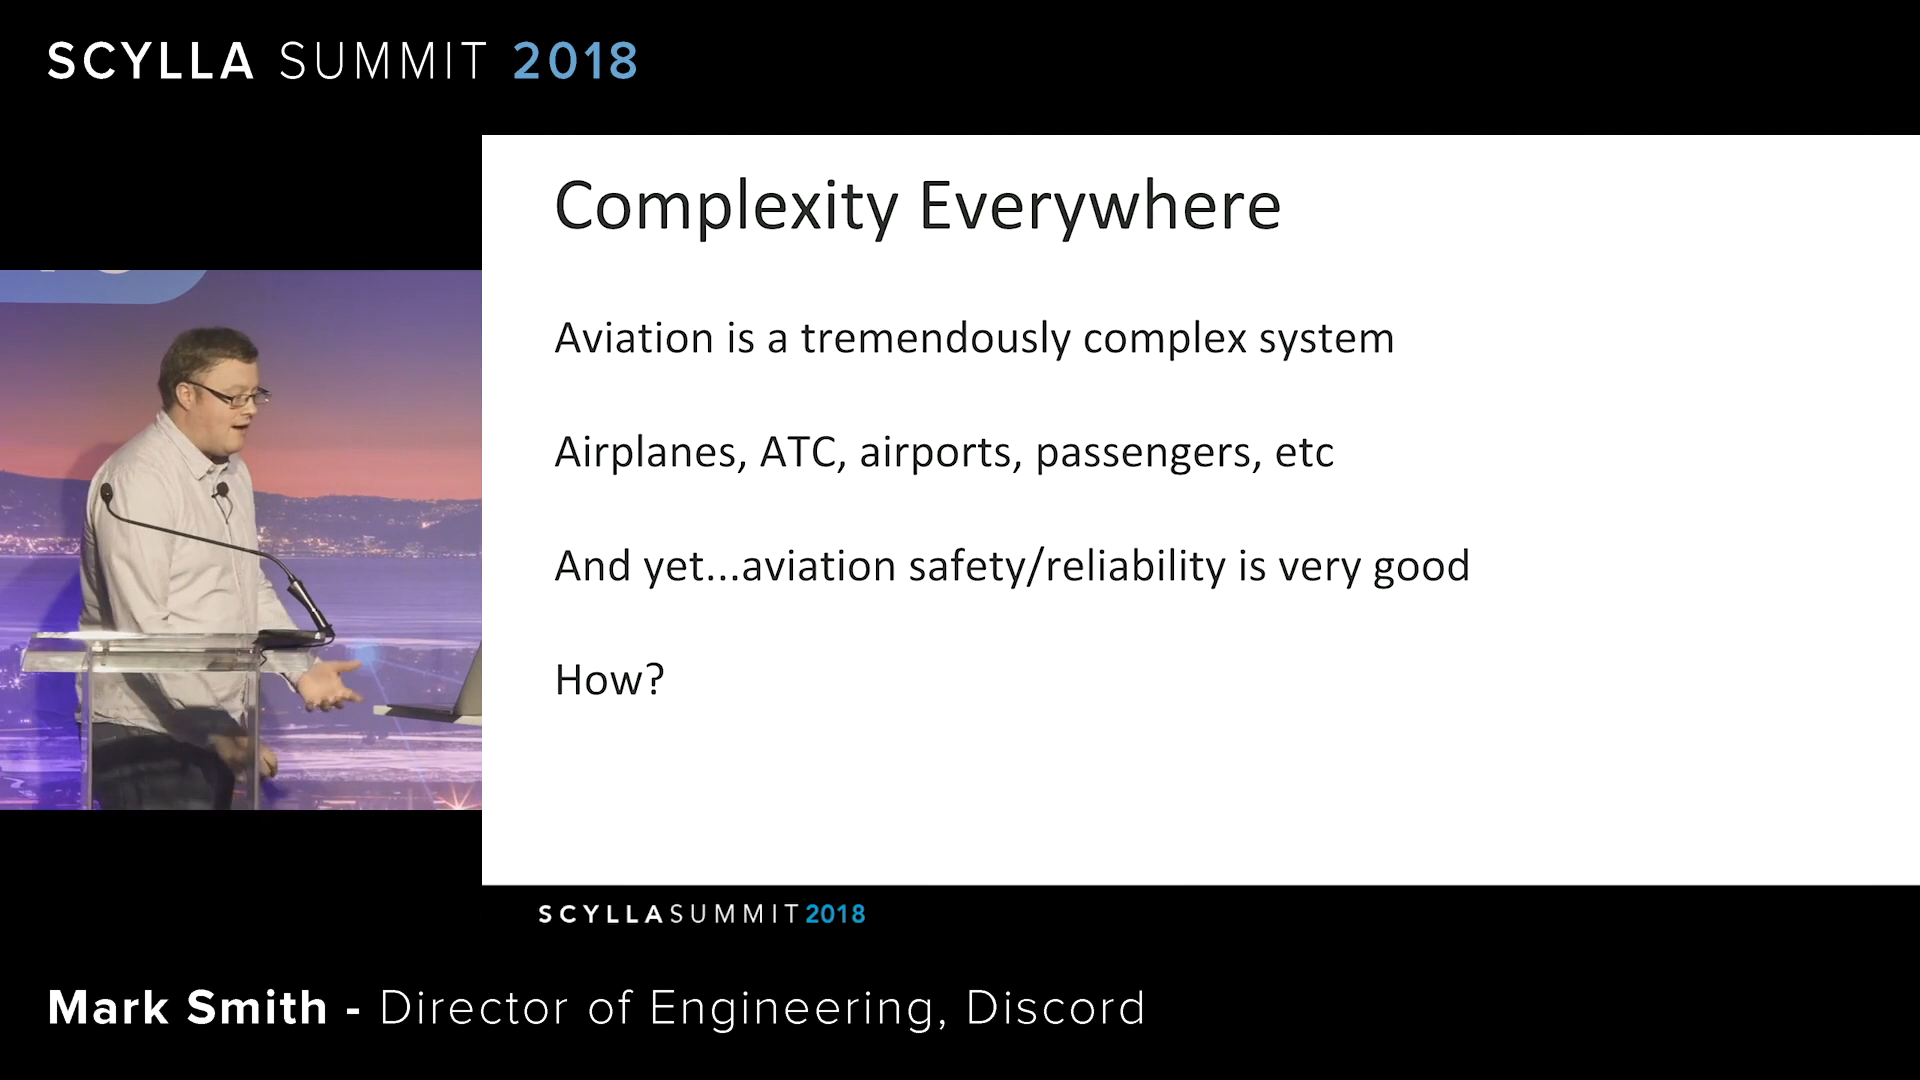 SCYLLA SUMMIT 2018
Complexity Everywhere
Aviation is a tremendously complex system
Airplanes, ATC, airports, passengers, etc
And yet...aviation safety/reliability is very good
How?
SCYLLASUMMIT2018
Mark Smith - Director of Engineering, Discord